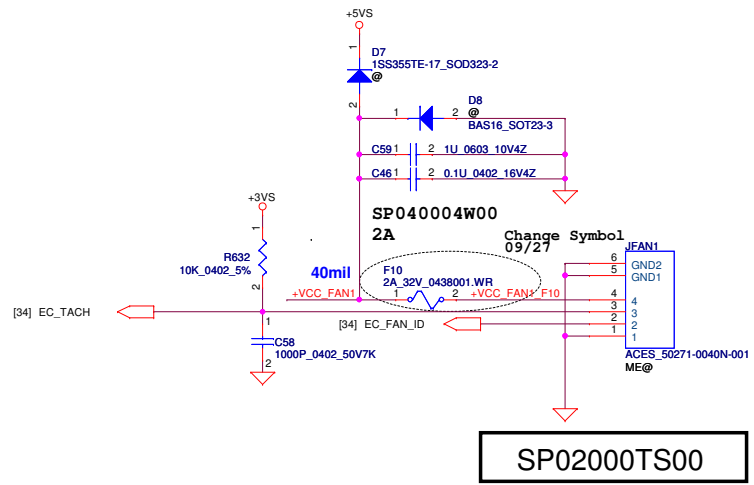 +5VS
1
D7
1SS355TE-17_SOD323-2
@
2
D8
1 2 @
BAS16_SOT23-3
C59 1 2 1U_0603_10V4Z
C46 1 2 0.1U_0402_16V4Z
+3VS
SP040004W00
2A
Change Symbol
09/27
1
R632
10K_0402_5%
2
40mil
F10
2A_32V_0438001.WR
+VCC_FAN1 1 2 +VCC_FAN1_F10
JFAN1
6 GND2
5 GND1
4 4
3 3
2 2
1 1
ACES_50271-0040N-001
ME@
[34] EC_TACH
[34] EC_FAN_ID
1
C58
1000P_0402_50V7K
2
SP02000TS00